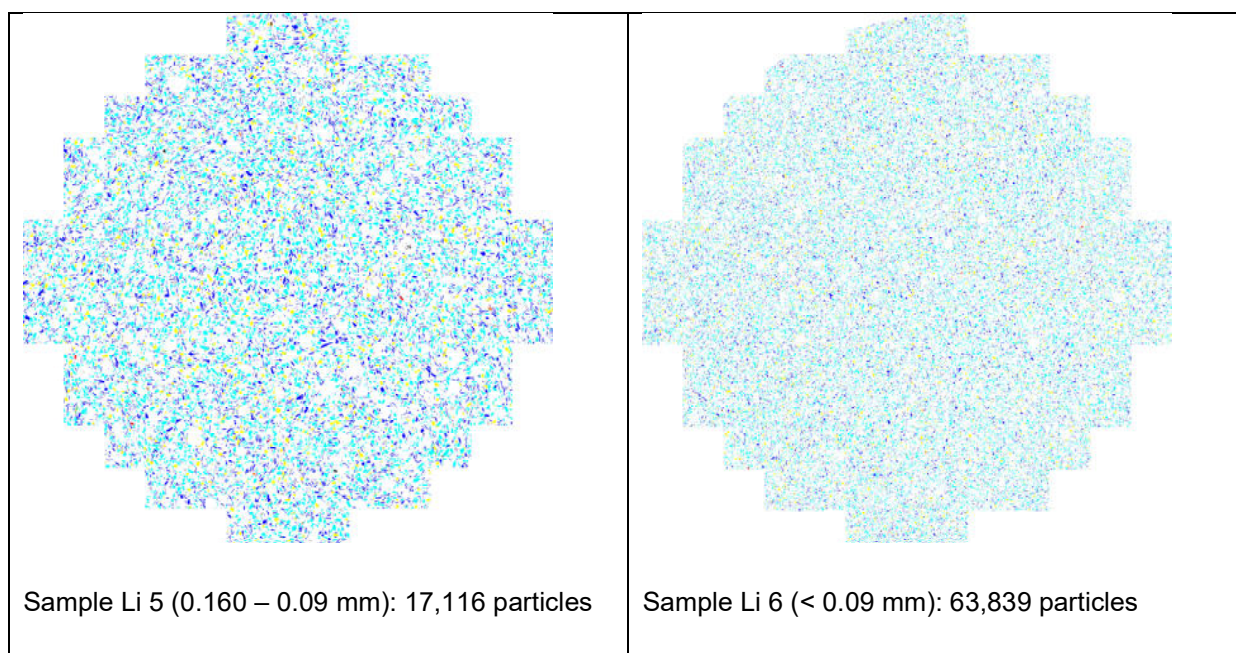 Sample Li 5 (0.160 – 0.09 mm): 17,116 particles
Sample Li 6 (< 0.09 mm): 63,839 particles